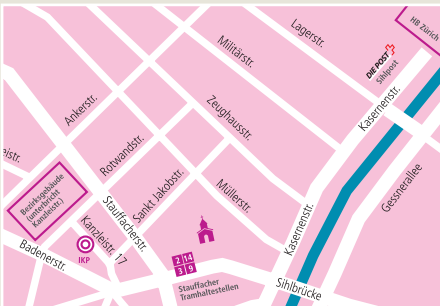 HB Zürich
Lagerstr.
Militärstr.
DIE POST
Sihlpost
Kasernenstr.
Zeughausstr.
Ankerstr.
Rotwandstr.
Gessnerallee
eistr.
Bezirksgebäude
(unterbricht
Kanzleistr.)
Sankt Jakobstr.
Müllerstr.
Stauffacherstr.
Kasernenstr.
Kanzleistr. 17
IKP
Badenerstr.
2 14
3 9
Stauffacher
Tramhaltestellen
Sihlbrücke